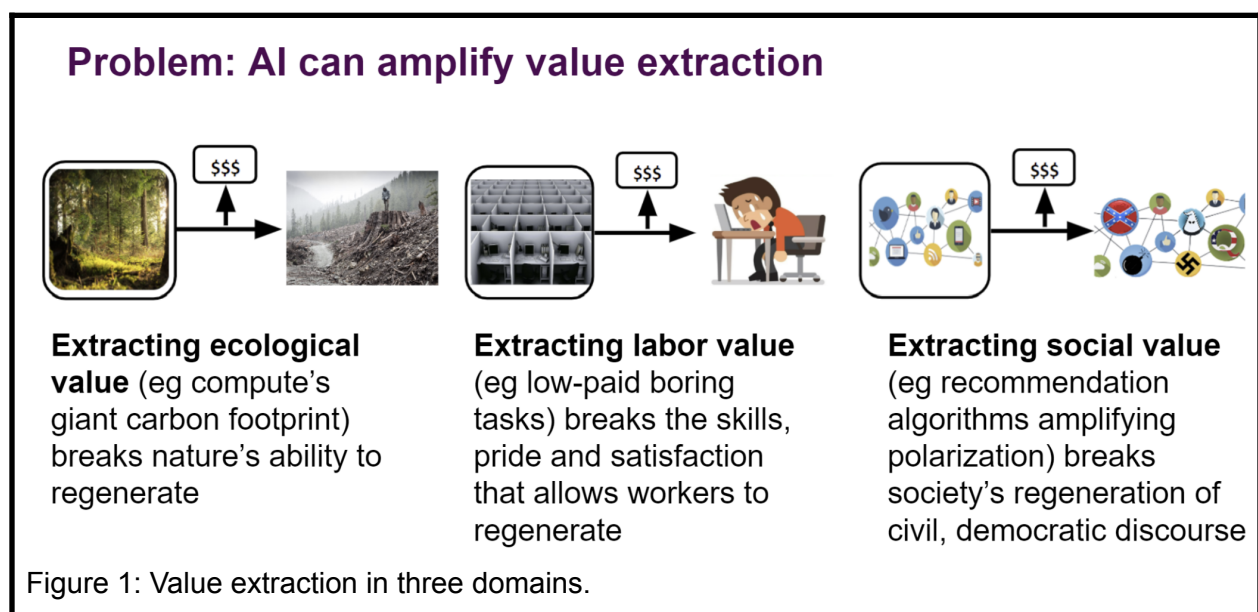 Problem: AI can amplify value extraction
$$$
$$$
$$$
Extracting ecological
value (eg compute's
giant carbon footprint)
breaks nature's ability to
regenerate
Extracting labor value
(eg low-paid boring
tasks) breaks the skills,
pride and satisfaction
that allows workers to
regenerate
Extracting social value
(eg recommendation
algorithms amplifying
polarization) breaks
society's regeneration of
civil, democratic discourse
Figure 1: Value extraction in three domains.